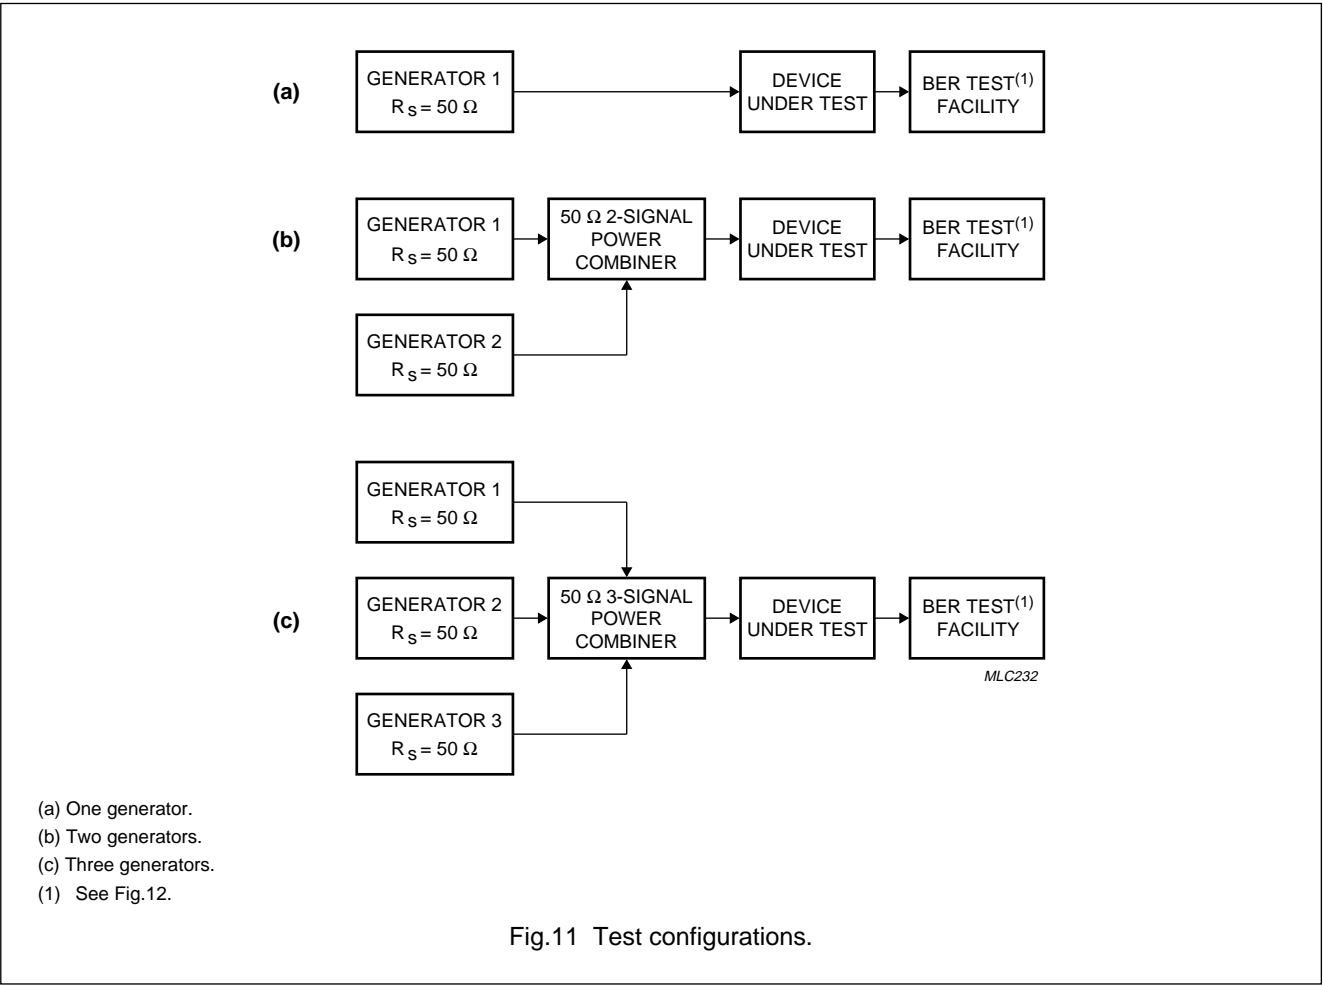 (a)
GENERATOR 1
R S = 50 Ω
DEVICE
UNDER TEST
BER TEST(1)
FACILITY
(b)
GENERATOR 1
R S = 50 Ω
50 Ω 2-SIGNAL
POWER
COMBINER
DEVICE
UNDER TEST
BER TEST(1)
FACILITY
GENERATOR 2
R S = 50 Ω
GENERATOR 1
R S = 50 Ω
(c)
GENERATOR 2
R S = 50 Ω
50 Ω 3-SIGNAL
POWER
COMBINER
DEVICE
UNDER TEST
BER TEST(1)
FACILITY
MLC232
GENERATOR 3
R S = 50 Ω
(a) One generator.
(b) Two generators.
(c) Three generators.
(1) See Fig.12.
Fig.11 Test configurations.